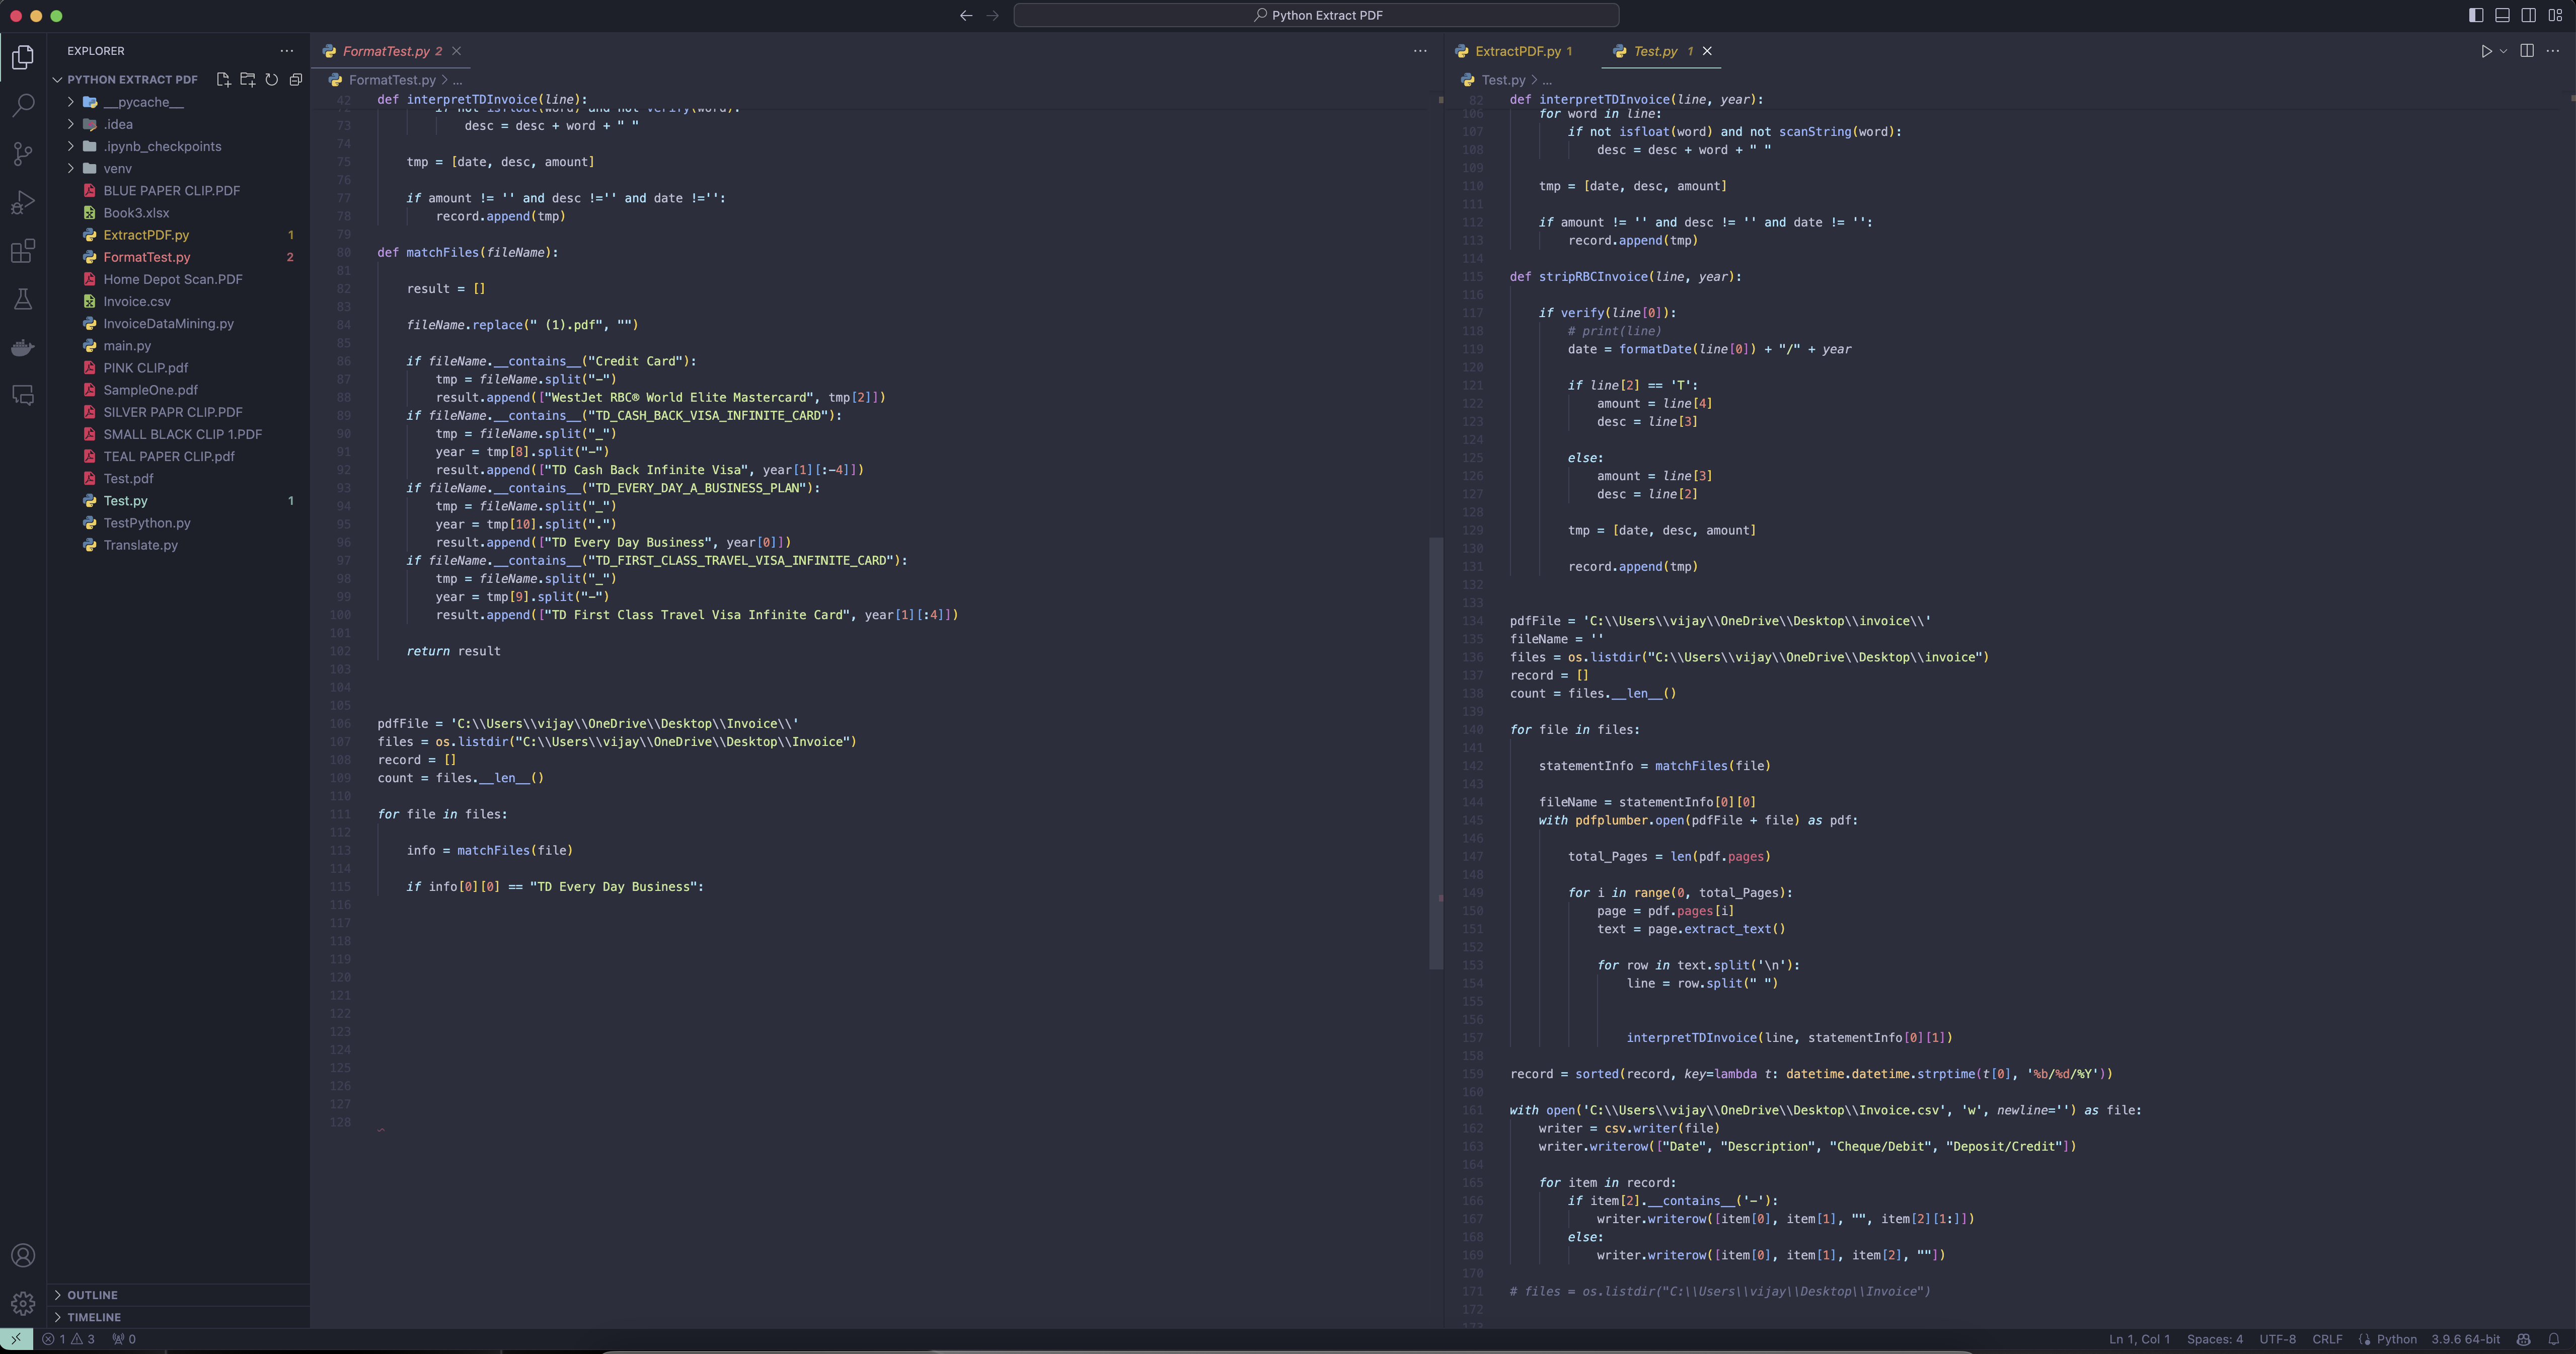 Python Extract PDF
EXPLORER
PYTHON EXTRACT PDF
__pycache__
.idea
.ipynb_checkpoints
venv
BLUE PAPER CLIP.PDF
Book3.xlsx
ExtractPDF.py 1
FormatTest.py 2
Home Depot Scan.PDF
Invoice.csv
InvoiceDataMining.py
main.py
PINK CLIP.pdf
SampleOne.pdf
SILVER PAPR CLIP.PDF
SMALL BLACK CLIP 1.PDF
TEAL PAPER CLIP.pdf
Test.pdf
Test.py 1
TestPython.py
Translate.py
OUTLINE
TIMELINE
FormatTest.py 2
FormatTest.py > ...
42 def interpretTDInvoice(line):
if not isfloat(word) and not verify(word):
73 desc = desc + word + " "
74
75 tmp = [date, desc, amount]
76
77 if amount != '' and desc !='' and date !='':
78 record.append(tmp)
79
80 def matchFiles(fileName):
81
82 result = []
83
84 fileName.replace(" (1).pdf", "")
85
86 if fileName.__contains__("Credit Card"):
87 tmp = fileName.split("-")
88 result.append(["WestJet RBC® World Elite Mastercard", tmp[2]])
89 if fileName.__contains__("TD_CASH_BACK_VISA_INFINITE_CARD"):
90 tmp = fileName.split("_")
91 year = tmp[8].split("-")
92 result.append(["TD Cash Back Infinite Visa", year[1][:-4]])
93 if fileName.__contains__("TD_EVERY_DAY_A_BUSINESS_PLAN"):
94 tmp = fileName.split("_")
95 year = tmp[10].split(".")
96 result.append(["TD Every Day Business", year[0]])
97 if fileName.__contains__("TD_FIRST_CLASS_TRAVEL_VISA_INFINITE_CARD"):
98 tmp = fileName.split("_")
99 year = tmp[9].split("-")
100 result.append(["TD First Class Travel Visa Infinite Card", year[1][:4]])
101
102 return result
103
104
105
106 pdfFile = 'C:\\Users\\vijay\\OneDrive\\Desktop\\Invoice\\'
107 files = os.listdir("C:\\Users\\vijay\\OneDrive\\Desktop\\Invoice")
108 record = []
109 count = files.__len__()
110
111 for file in files:
112
113 info = matchFiles(file)
114
115 if info[0][0] == "TD Every Day Business":
116
117
118
119
120
121
122
123
124
125
126
127
128
ExtractPDF.py 1
Test.py 1
Test.py > ...
82 def interpretTDInvoice(line, year):
106 for word in line:
107 if not isfloat(word) and not scanString(word):
108 desc = desc + word + " "
109
110 tmp = [date, desc, amount]
111
112 if amount != '' and desc != '' and date != '':
113 record.append(tmp)
114
115 def stripRBCInvoice(line, year):
116
117 if verify(line[0]):
118 # print(line)
119 date = formatDate(line[0]) + "/" + year
120
121 if line[2] == 'T':
122 amount = line[4]
123 desc = line[3]
124
125 else:
126 amount = line[3]
127 desc = line[2]
128
129 tmp = [date, desc, amount]
130
131 record.append(tmp)
132
133
134 pdfFile = 'C:\\Users\\vijay\\OneDrive\\Desktop\\invoice\\'
135 fileName = ''
136 files = os.listdir("C:\\Users\\vijay\\OneDrive\\Desktop\\invoice")
137 record = []
138 count = files.__len__()
139
140 for file in files:
141
142 statementInfo = matchFiles(file)
143
144 fileName = statementInfo[0][0]
145 with pdfplumber.open(pdfFile + file) as pdf:
146
147 total_Pages = len(pdf.pages)
148
149 for i in range(0, total_Pages):
150 page = pdf.pages[i]
151 text = page.extract_text()
152
153 for row in text.split('\n'):
154 line = row.split(" ")
155
156
157 interpretTDInvoice(line, statementInfo[0][1])
158
159 record = sorted(record, key=lambda t: datetime.datetime.strptime(t[0], '%b/%d/%Y'))
160
161 with open('C:\\Users\\vijay\\OneDrive\\Desktop\\Invoice.csv', 'w', newline='') as file:
162 writer = csv.writer(file)
163 writer.writerow(["Date", "Description", "Cheque/Debit", "Deposit/Credit"])
164
165 for item in record:
166 if item[2].__contains__('-'):
167 writer.writerow([item[0], item[1], "", item[2][1:]])
168 else:
169 writer.writerow([item[0], item[1], item[2], ""])
170
171 # files = os.listdir("C:\\Users\\vijay\\Desktop\\Invoice")
172
173
1 3 0
Ln 1, Col 1 Spaces: 4 UTF-8 CRLF Python 3.9.6 64-bit